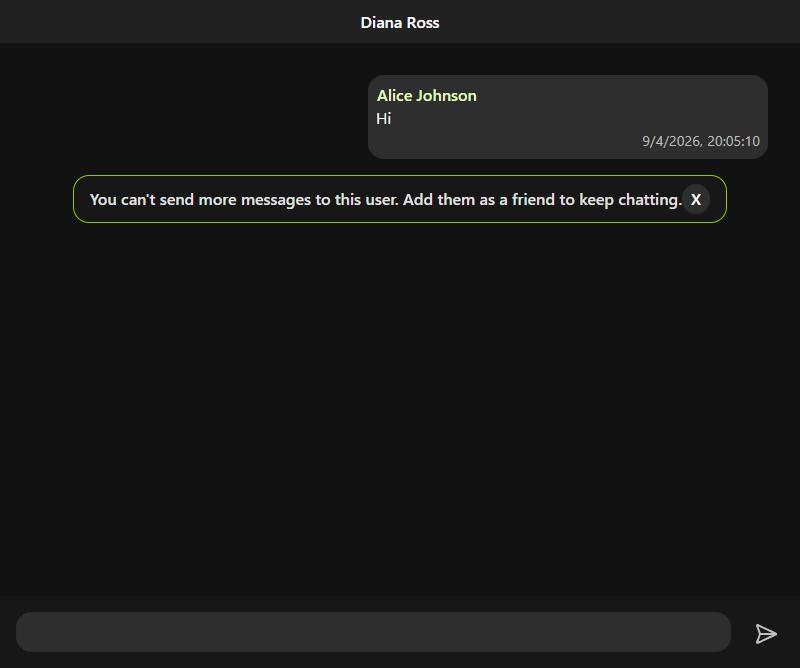 Diana Ross
Alice Johnson
Hi
9/4/2026, 20:05:10
You can't send more messages to this user. Add them as a friend to keep chatting. X